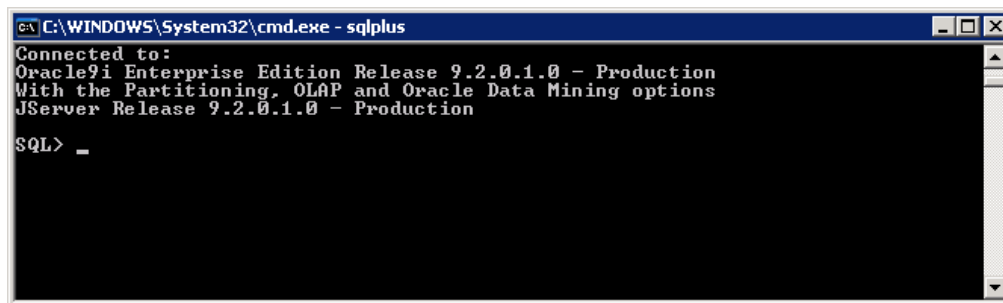 C:\WINDOWS\System32\cmd.exe - sqlplus
Connected to:
Oracle9i Enterprise Edition Release 9.2.0.1.0 - Production
With the Partitioning, OLAP and Oracle Data Mining options
JServer Release 9.2.0.1.0 - Production
SQL> _